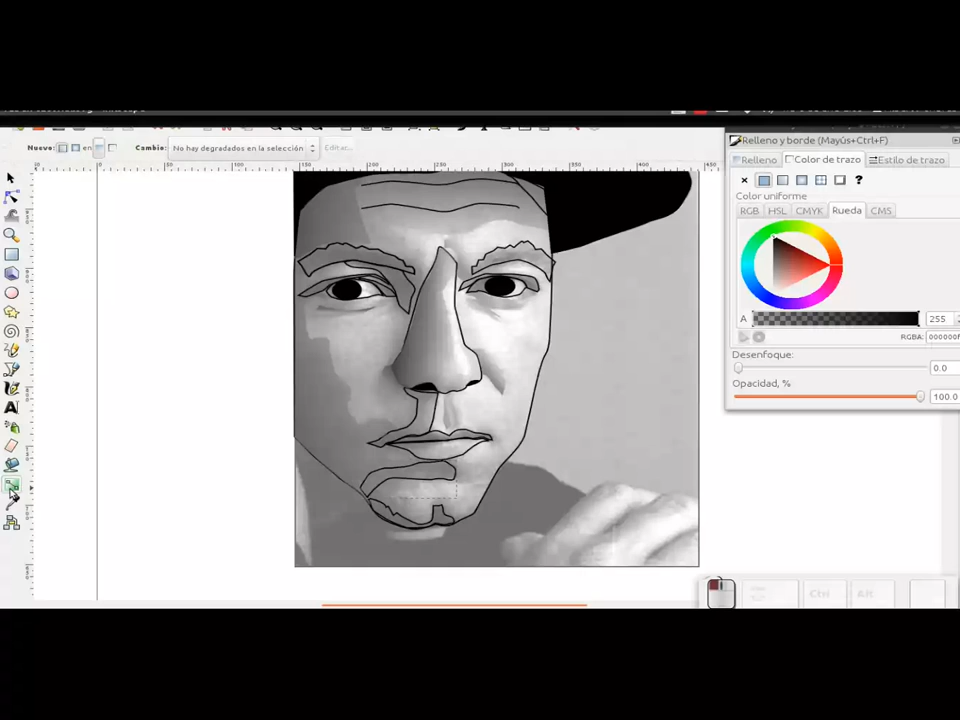 Relleno y borde (Mayús+Ctrl+F)
Nuevo:
en
Cambio:
No hay degradados en la selección
Editar...
Relleno
Color de trazo
Estilo de trazo
?
Color uniforme
RGB
HSL
CMYK
Rueda
CMS
A
255
RGBA:
000000F
Desenfoque:
0.0
Opacidad, %
100.0
Ctrl
Alt